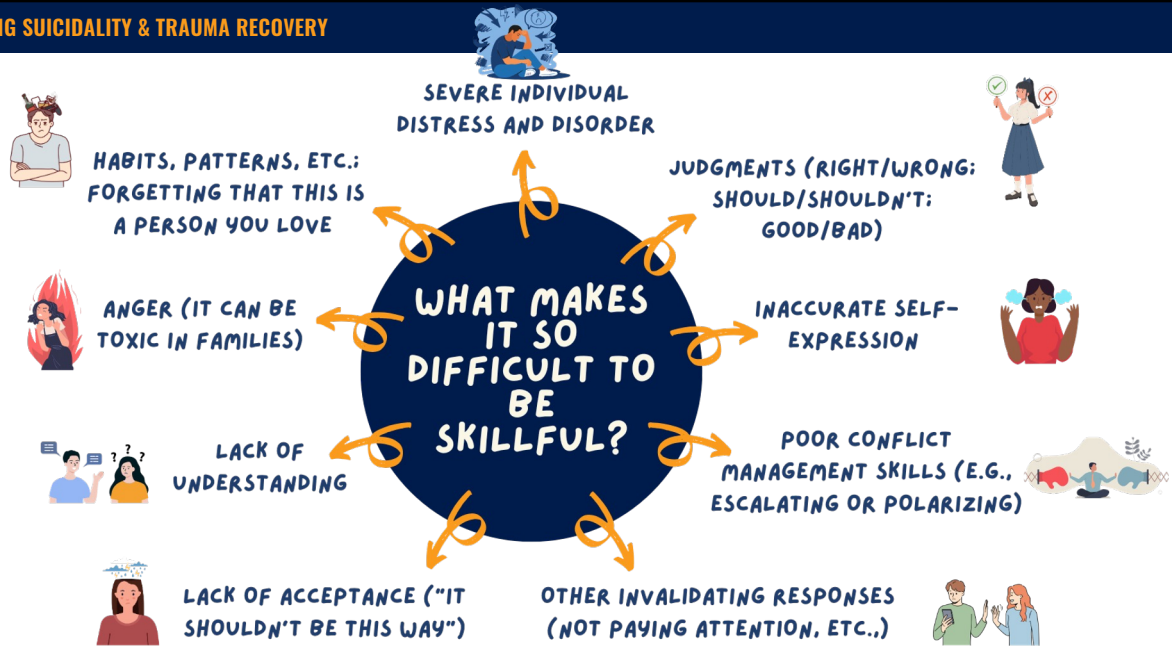 NG SUICIDALITY & TRAUMA RECOVERY
SEVERE INDIVIDUAL
DISTRESS AND DISORDER
HABITS, PATTERNS, ETC.:
FORGETTING THAT THIS IS
A PERSON YOU LOVE
JUDGMENTS (RIGHT/WRONG;
SHOULD/SHOULDN'T;
GOOD/BAD)
ANGER (IT CAN BE
TOXIC IN FAMILIES)
WHAT MAKES
IT SO
DIFFICULT TO
BE
SKILLFUL?
INACCURATE SELF-
EXPRESSION
LACK OF
UNDERSTANDING
? ? ?
POOR CONFLICT
MANAGEMENT SKILLS (E.G.,
ESCALATING OR POLARIZING)
LACK OF ACCEPTANCE ("IT
SHOULDN'T BE THIS WAY")
OTHER INVALIDATING RESPONSES
(NOT PAYING ATTENTION, ETC.,)